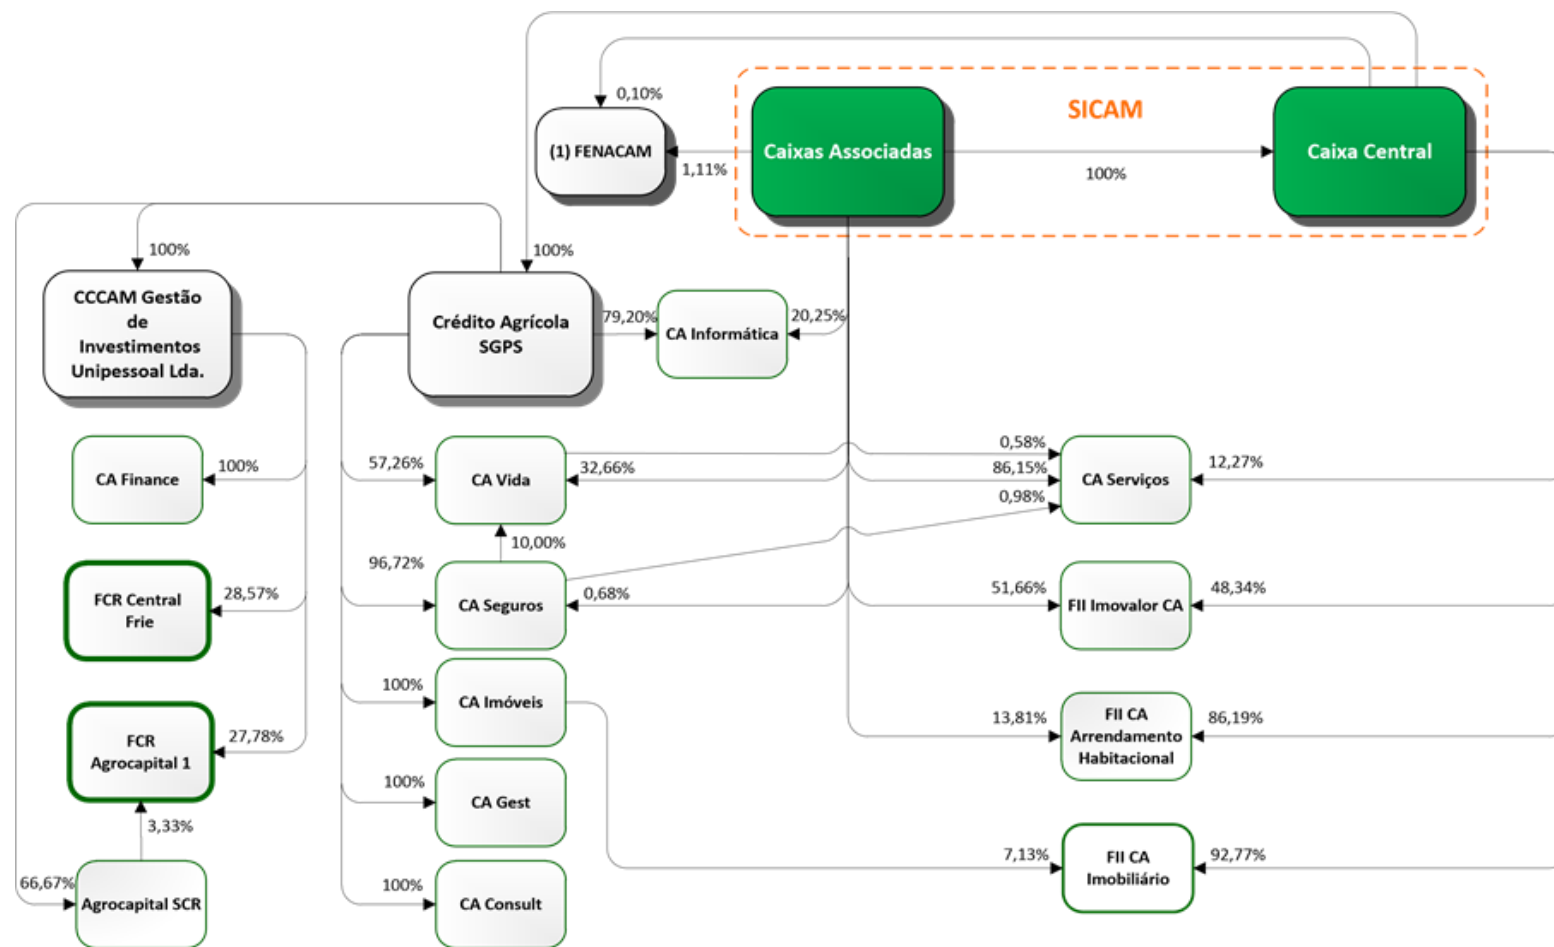 0,10%
SICAM
(1) FENACAM
Caixas Associadas
Caixa Central
1,11%
100%
100%
100%
CCCAM Gestão
de
Investimentos
Unipessoal Lda.
Crédito Agrícola
SGPS
79,20%
CA Informática
20,25%
CA Finance
100%
57,26%
CA Vida
32,66%
0,58%
86,15%
0,98%
CA Serviços
12,27%
10,00%
FCR Central
Frie
28,57%
96,72%
CA Seguros
0,68%
51,66%
FII Imovalor CA
48,34%
100%
CA Imóveis
FCR
Agrocapital 1
27,78%
13,81%
FII CA
Arrendamento
Habitacional
86,19%
100%
CA Gest
3,33%
7,13%
FII CA
Imobiliário
92,77%
66,67%
Agrocapital SCR
100%
CA Consult